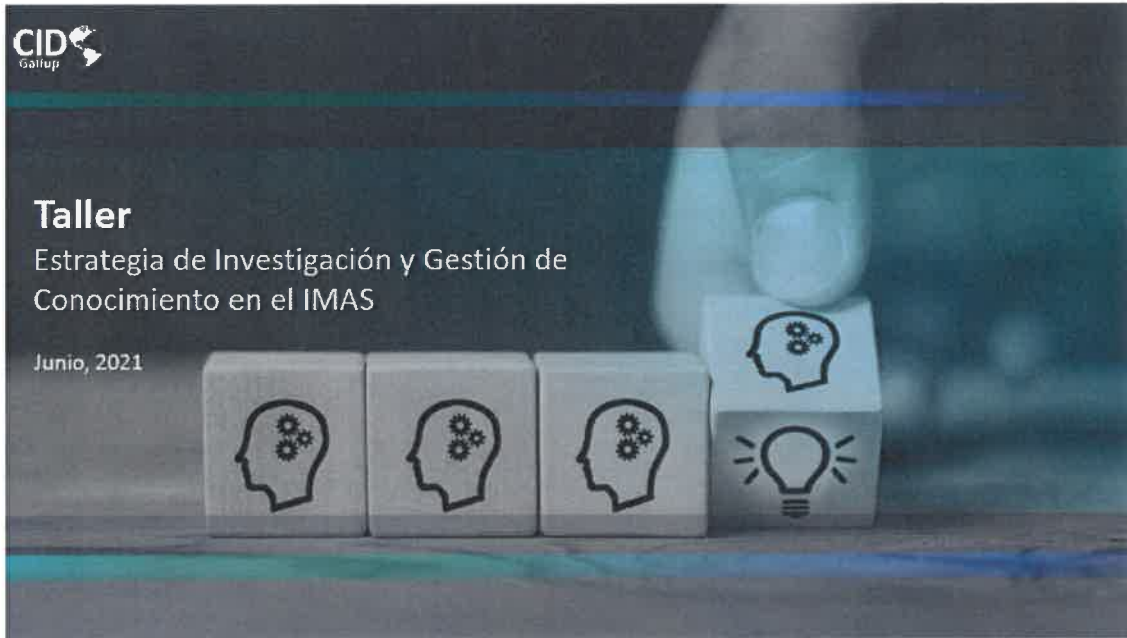 CID
Gallup
Taller
Estrategia de Investigación y Gestión de
Conocimiento en el IMAS
Junio, 2021